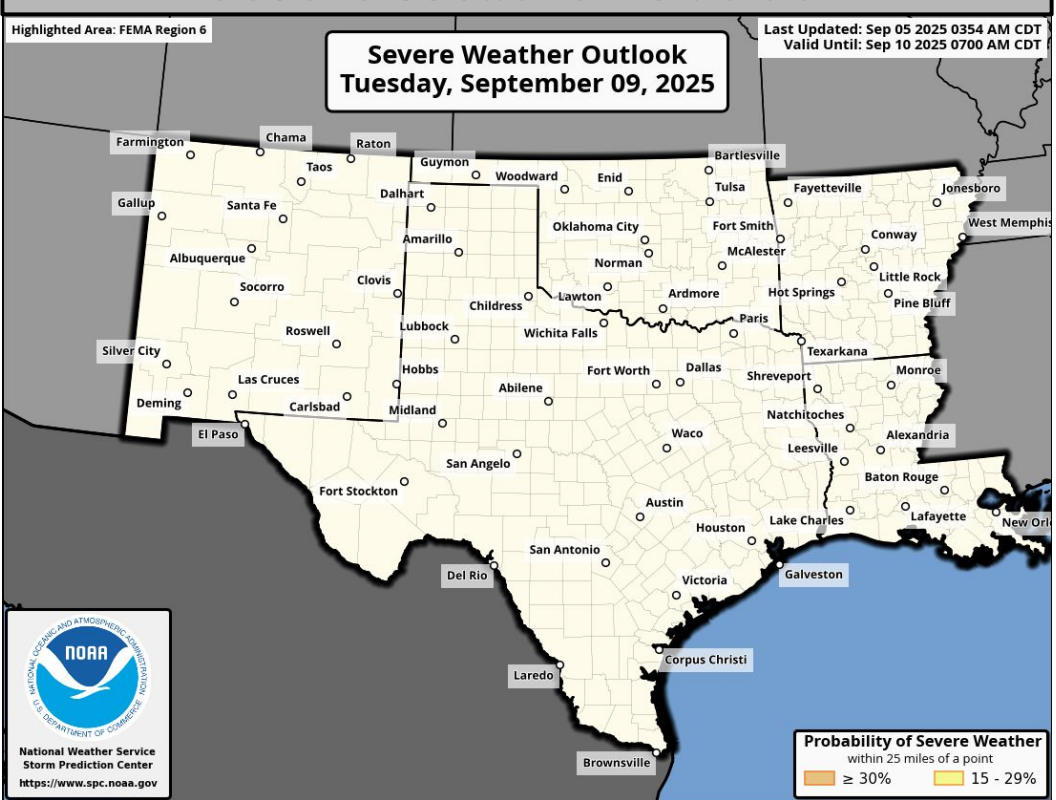 Highlighted Area: FEMA Region 6
Last Updated: Sep 05 2025 0354 AM CDT
Valid Until: Sep 10 2025 0700 AM CDT
Severe Weather Outlook
Tuesday, September 09, 2025
Farmington
Chama
Raton
Taos
Guymon
Woodward
Enid
Bartlesville
Tulsa
Fayetteville
Jonesboro
Gallup
Santa Fe
Dalhart
West Memphis
Oklahoma City
Fort Smith
Conway
Albuquerque
Amarillo
Norman
McAlester
Little Rock
Socorro
Clovis
Childress
Lawton
Ardmore
Hot Springs
Pine Bluff
Roswell
Lubbock
Wichita Falls
Paris
Texarkana
Silver City
Las Cruces
Hobbs
Fort Worth
Dallas
Shreveport
Monroe
Deming
Carlsbad
Midland
Abilene
Natchitoches
El Paso
Waco
Leesville
Alexandria
San Angelo
Fort Stockton
Baton Rouge
Austin
Houston
Lake Charles
Lafayette
New Orl
San Antonio
Del Rio
Victoria
Galveston
Laredo
Corpus Christi
Brownsville
NATIONAL OCEANIC AND ATMOSPHERIC ADMINISTRATION
NOAA
U.S. DEPARTMENT OF COMMERCE
National Weather Service
Storm Prediction Center
https://www.spc.noaa.gov
Probability of Severe Weather
within 25 miles of a point
≥ 30%
15 - 29%